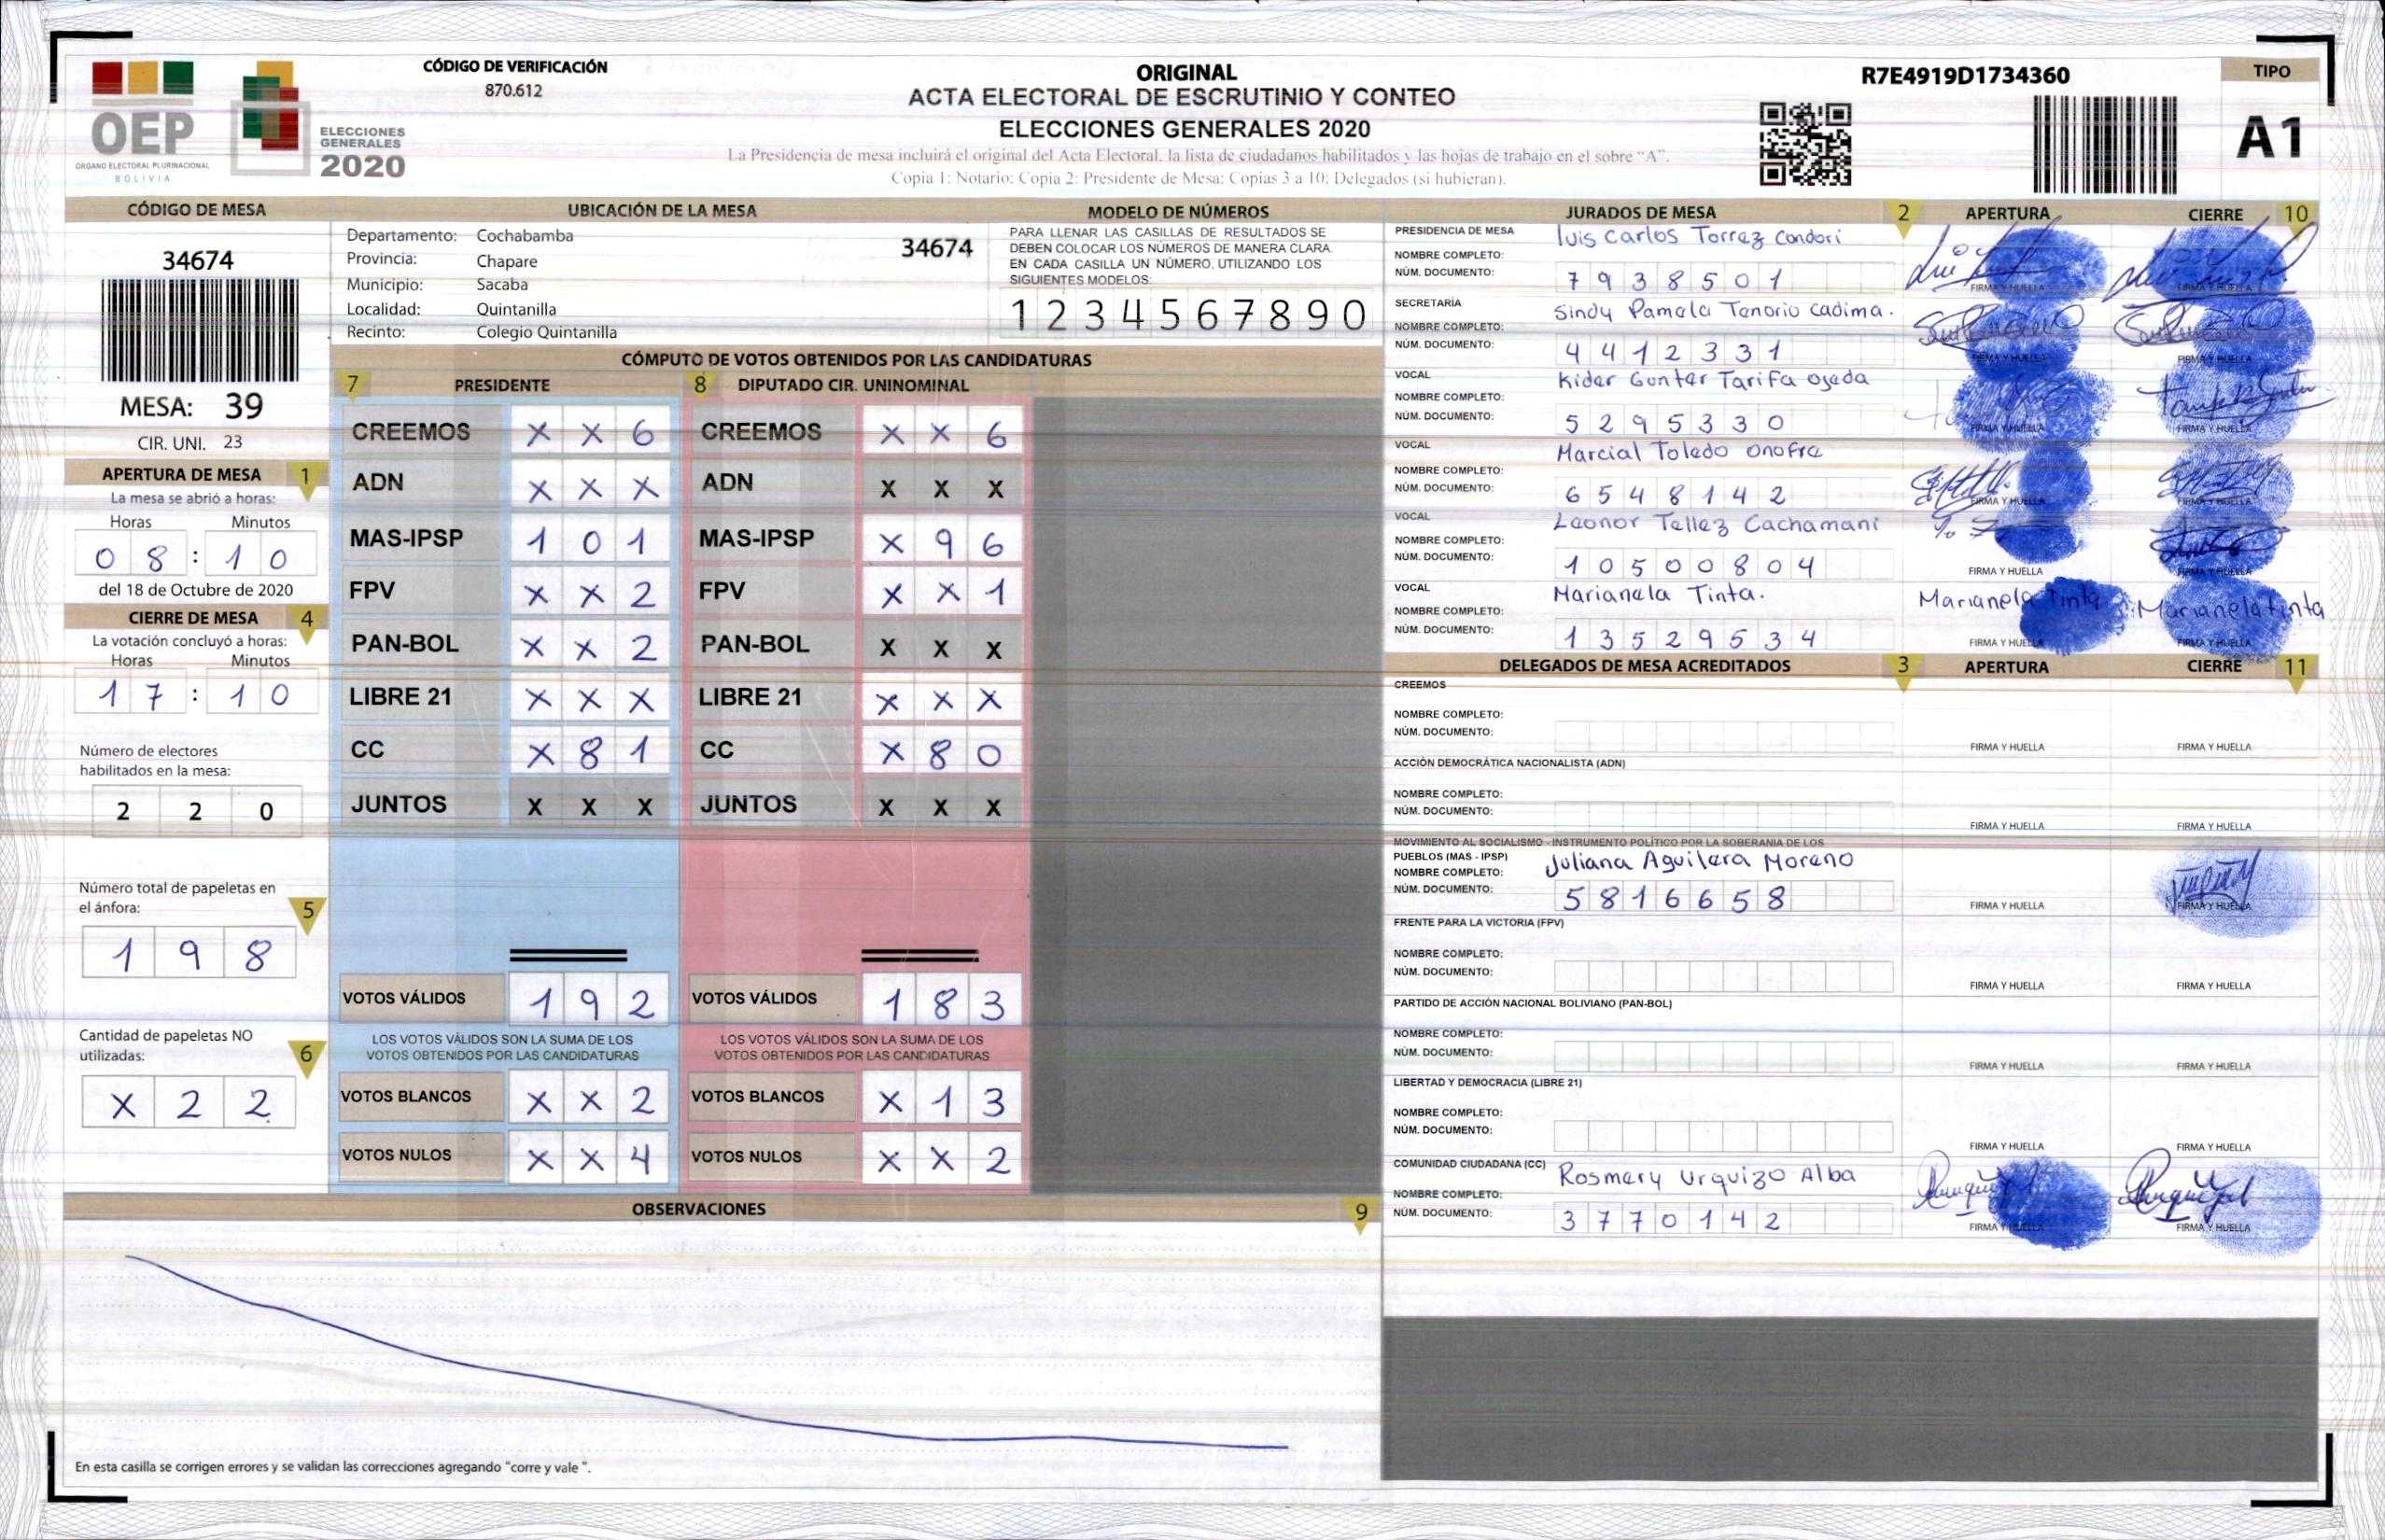 CÓDIGO DE VERIFICACIÓN
870.612
OEP
ORGANO ELECTORAL PLURINACIONAL
BOLIVIA
ELECCIONES
GENERALES
2020
ORIGINAL
ACTA ELECTORAL DE ESCRUTINIO Y CONTEO
ELECCIONES GENERALES 2020
La Presidencia de mesa incluirá el original del Acta Electoral, la lista de ciudadanos habilitados y las hojas de trabajo en el sobre "A".
Copia 1: Notario; Copia 2: Presidente de Mesa; Copias 3 a 10: Delegados (si hubieran).
R7E4919D1734360
TIPO
A1
CÓDIGO DE MESA
34674
MESA: 39
CIR. UNI. 23
APERTURA DE MESA 1
La mesa se abrió a horas:
Horas Minutos
0 8 : 1 0
del 18 de Octubre de 2020
CIERRE DE MESA 4
La votación concluyó a horas:
Horas Minutos
1 7 : 1 0
Número de electores
habilitados en la mesa:
2 2 0
Número total de papeletas en
el ánfora: 5
1 9 8
Cantidad de papeletas NO
utilizadas: 6
X 2 2
UBICACIÓN DE LA MESA
Departamento: Cochabamba
Provincia: Chapare
Municipio: Sacaba
Localidad: Quintanilla
Recinto: Colegio Quintanilla
34674
MODELO DE NÚMEROS
PARA LLENAR LAS CASILLAS DE RESULTADOS SE
DEBEN COLOCAR LOS NÚMEROS DE MANERA CLARA
EN CADA CASILLA UN NÚMERO, UTILIZANDO LOS
SIGUIENTES MODELOS:
1 2 3 4 5 6 7 8 9 0
CÓMPUTO DE VOTOS OBTENIDOS POR LAS CANDIDATURAS
7 PRESIDENTE 8 DIPUTADO CIR. UNINOMINAL
CREEMOS X X 6 CREEMOS X X 6
ADN X X X ADN X X X
MAS-IPSP 1 0 1 MAS-IPSP X 9 6
FPV X X 2 FPV X X 1
PAN-BOL X X 2 PAN-BOL X X X
LIBRE 21 X X X LIBRE 21 X X X
CC X 8 1 CC X 8 0
JUNTOS X X X JUNTOS X X X
VOTOS VÁLIDOS 1 9 2 VOTOS VÁLIDOS 1 8 3
LOS VOTOS VÁLIDOS SON LA SUMA DE LOS LOS VOTOS VÁLIDOS SON LA SUMA DE LOS
VOTOS OBTENIDOS POR LAS CANDIDATURAS VOTOS OBTENIDOS POR LAS CANDIDATURAS
VOTOS BLANCOS X X 2 VOTOS BLANCOS X 1 3
VOTOS NULOS X X 4 VOTOS NULOS X X 2
OBSERVACIONES 9
En esta casilla se corrigen errores y se validan las correcciones agregando "corre y vale ".
JURADOS DE MESA 2 APERTURA CIERRE 10
PRESIDENCIA DE MESA luis Carlos Torrez Condori
NOMBRE COMPLETO:
NÚM. DOCUMENTO: 7 9 3 8 5 0 1 FIRMA Y HUELLA FIRMA Y HUELLA
SECRETARÍA Sindy Pamela Tenorio Cadima.
NOMBRE COMPLETO:
NÚM. DOCUMENTO: 4 4 1 2 3 3 1 FIRMA Y HUELLA FIRMA Y HUELLA
VOCAL Kider Gunter Tarifa Ojeda
NOMBRE COMPLETO:
NÚM. DOCUMENTO: 5 2 9 5 3 3 0 FIRMA Y HUELLA FIRMA Y HUELLA
VOCAL Marcial Toledo Onofre
NOMBRE COMPLETO:
NÚM. DOCUMENTO: 6 5 4 8 1 4 2 FIRMA Y HUELLA FIRMA Y HUELLA
VOCAL Leonor Tellez Cachamani
NOMBRE COMPLETO:
NÚM. DOCUMENTO: 1 0 5 0 0 8 0 4 FIRMA Y HUELLA FIRMA Y HUELLA
VOCAL Marianela Tinta. Marianela Tinta Marianela tinta
NOMBRE COMPLETO:
NÚM. DOCUMENTO: 1 3 5 2 9 5 3 4 FIRMA Y HUELLA FIRMA Y HUELLA
DELEGADOS DE MESA ACREDITADOS 3 APERTURA CIERRE 11
CREEMOS
NOMBRE COMPLETO:
NÚM. DOCUMENTO: FIRMA Y HUELLA FIRMA Y HUELLA
ACCIÓN DEMOCRÁTICA NACIONALISTA (ADN)
NOMBRE COMPLETO:
NÚM. DOCUMENTO: FIRMA Y HUELLA FIRMA Y HUELLA
MOVIMIENTO AL SOCIALISMO - INSTRUMENTO POLÍTICO POR LA SOBERANIA DE LOS
PUEBLOS (MAS - IPSP) Juliana Aguilera Moreno
NOMBRE COMPLETO:
NÚM. DOCUMENTO: 5 8 1 6 6 5 8 FIRMA Y HUELLA FIRMA Y HUELLA
FRENTE PARA LA VICTORIA (FPV)
NOMBRE COMPLETO:
NÚM. DOCUMENTO: FIRMA Y HUELLA FIRMA Y HUELLA
PARTIDO DE ACCIÓN NACIONAL BOLIVIANO (PAN-BOL)
NOMBRE COMPLETO:
NÚM. DOCUMENTO: FIRMA Y HUELLA FIRMA Y HUELLA
LIBERTAD Y DEMOCRACIA (LIBRE 21)
NOMBRE COMPLETO:
NÚM. DOCUMENTO: FIRMA Y HUELLA FIRMA Y HUELLA
COMUNIDAD CIUDADANA (CC) Rosmery Urquizo Alba
NOMBRE COMPLETO:
NÚM. DOCUMENTO: 3 7 7 0 1 4 2 FIRMA Y HUELLA FIRMA Y HUELLA